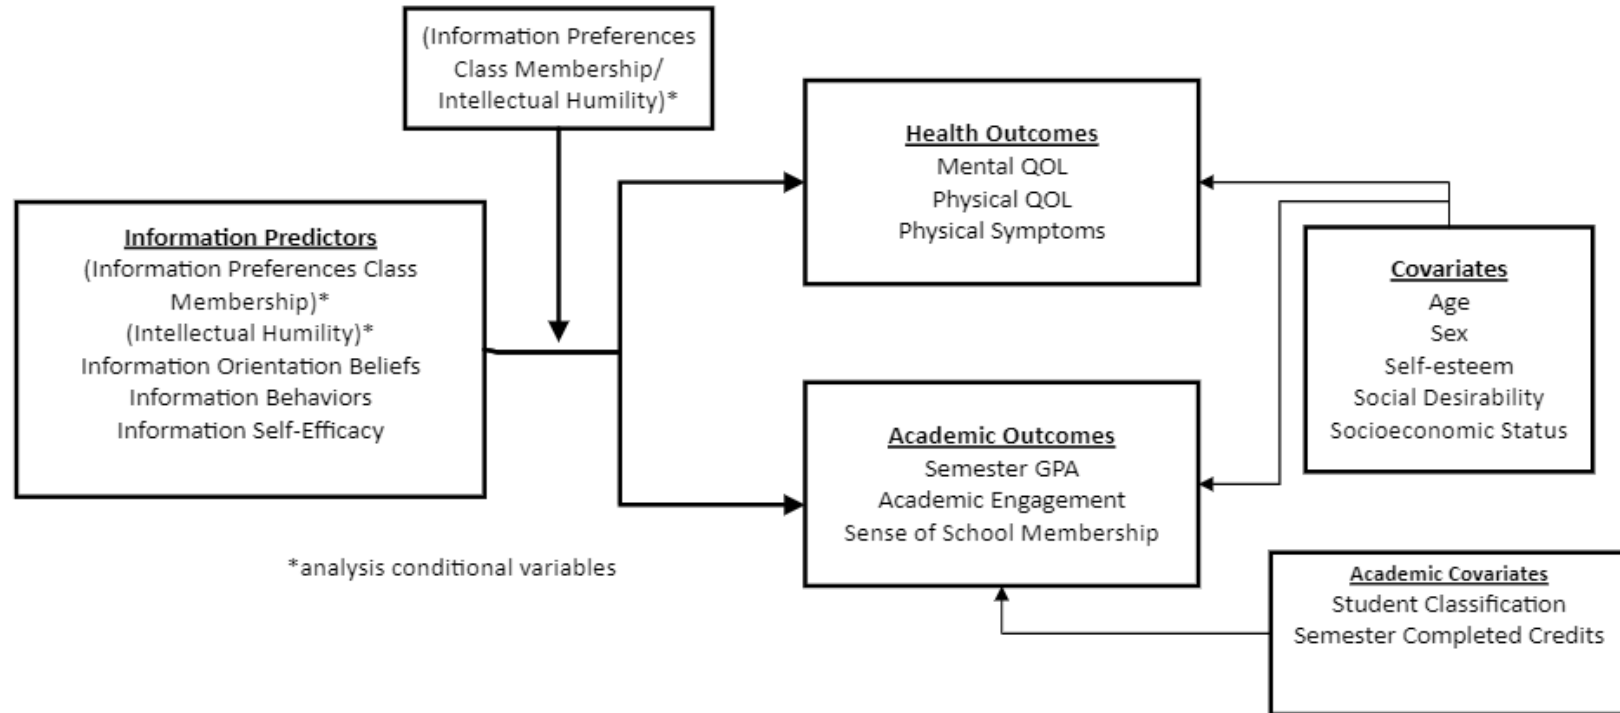 (Information Preferences
Class Membership/
Intellectual Humility)*
Information Predictors
(Information Preferences Class
Membership)*
(Intellectual Humility)*
Information Orientation Beliefs
Information Behaviors
Information Self-Efficacy
Health Outcomes
Mental QOL
Physical QOL
Physical Symptoms
Academic Outcomes
Semester GPA
Academic Engagement
Sense of School Membership
Covariates
Age
Sex
Self-esteem
Social Desirability
Socioeconomic Status
Academic Covariates
Student Classification
Semester Completed Credits
*analysis conditional variables